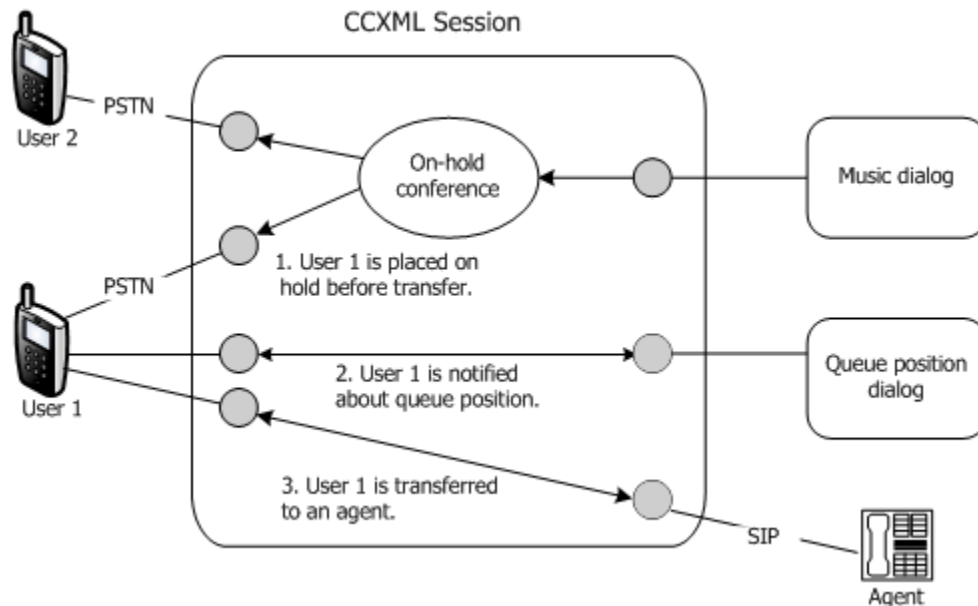 CCXML Session
PSTN
User 2
On-hold
conference
Music dialog
1. User 1 is placed on
hold before transfer.
PSTN
User 1
2. User 1 is notified
about queue position.
Queue position
dialog
3. User 1 is transferred
to an agent.
SIP
Agent